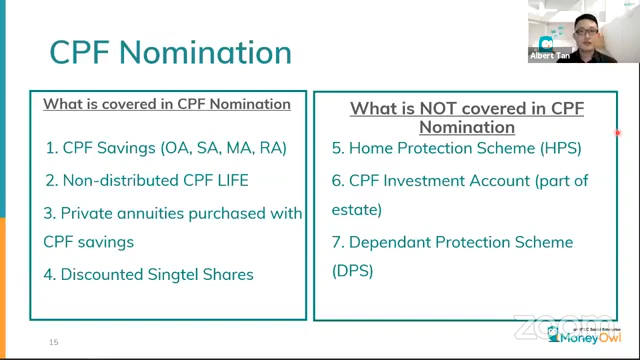 CPF Nomination
Albert Tan
What is covered in CPF Nomination
1. CPF Savings (OA, SA, MA, RA)
2. Non-distributed CPF LIFE
3. Private annuities purchased with
CPF savings
4. Discounted Singtel Shares
What is NOT covered in CPF
Nomination
5. Home Protection Scheme (HPS)
6. CPF Investment Account (part of
estate)
7. Dependant Protection Scheme
(DPS)
15
zoom
MoneyOwl